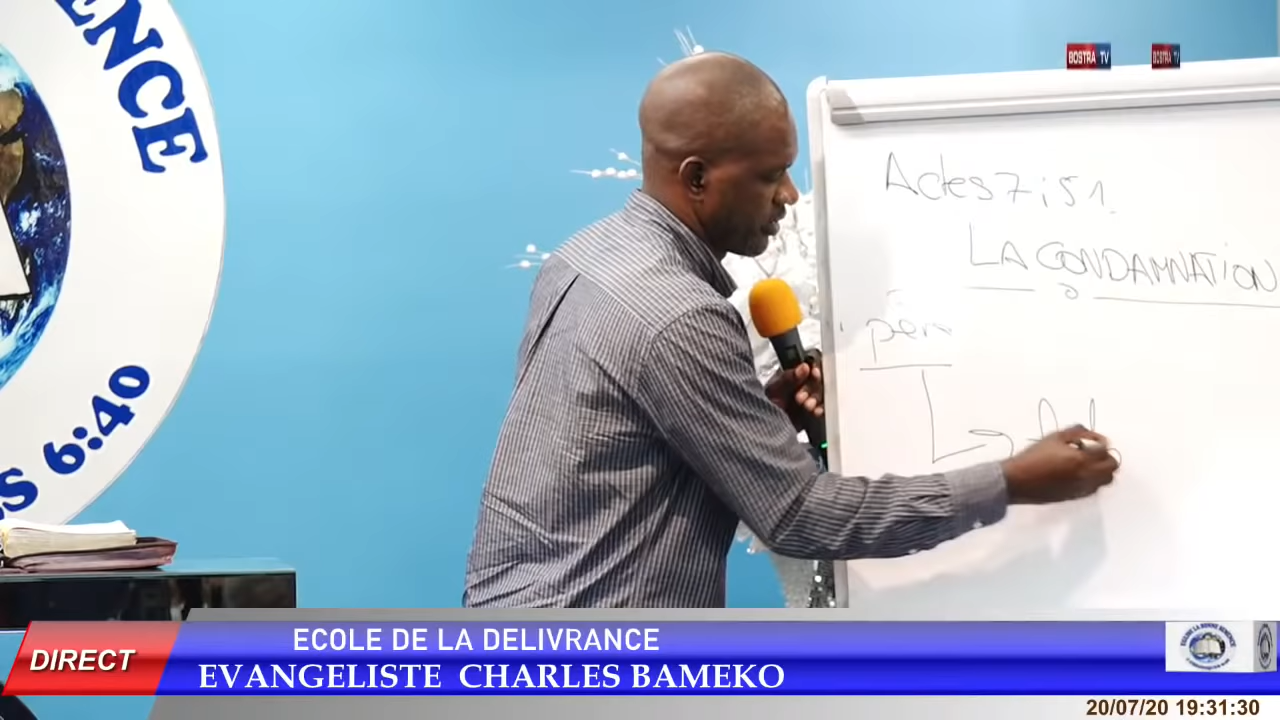 ENCE
S 6:40
BOSTRA TV
BOSTRA TV
Actes 7 : 51.
LA CONDAMNATION
DIRECT
ECOLE DE LA DELIVRANCE
EVANGELISTE CHARLES BAMEKO
20/07/20 19:31:30